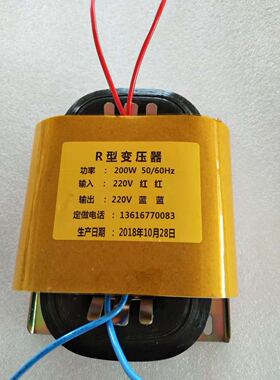 R型变压器
功率 ： 200W 50/60Hz
输入 ： 220V 红 红
输出 ： 220V 蓝 蓝
定做电话 ： 13616770083
生产日期 ： 2018年10月28日